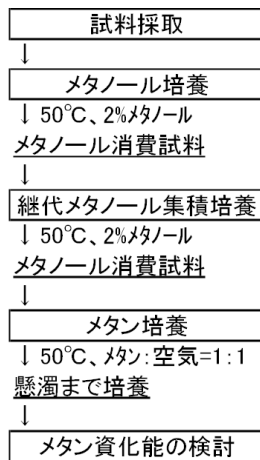 試料採取
↓
メタノール培養
↓ 50℃、2%メタノール
メタノール消費試料
↓
継代メタノール集積培養
↓ 50℃、2%メタノール
メタノール消費試料
↓
メタン培養
↓ 50℃、メタン:空気=1:1
懸濁まで培養
↓
メタン資化能の検討